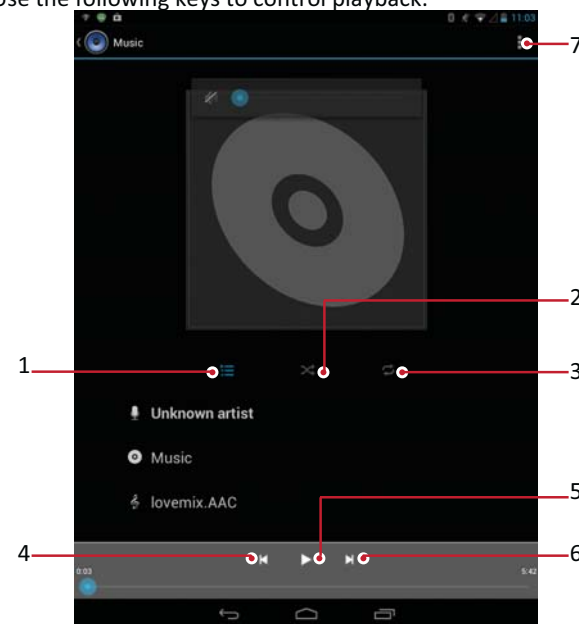 ose the following keys to control playback.
11:03
Music
7
2
1
3
Unknown artist
Music
lovemix.AAC
5
4
6
0:03
5:42